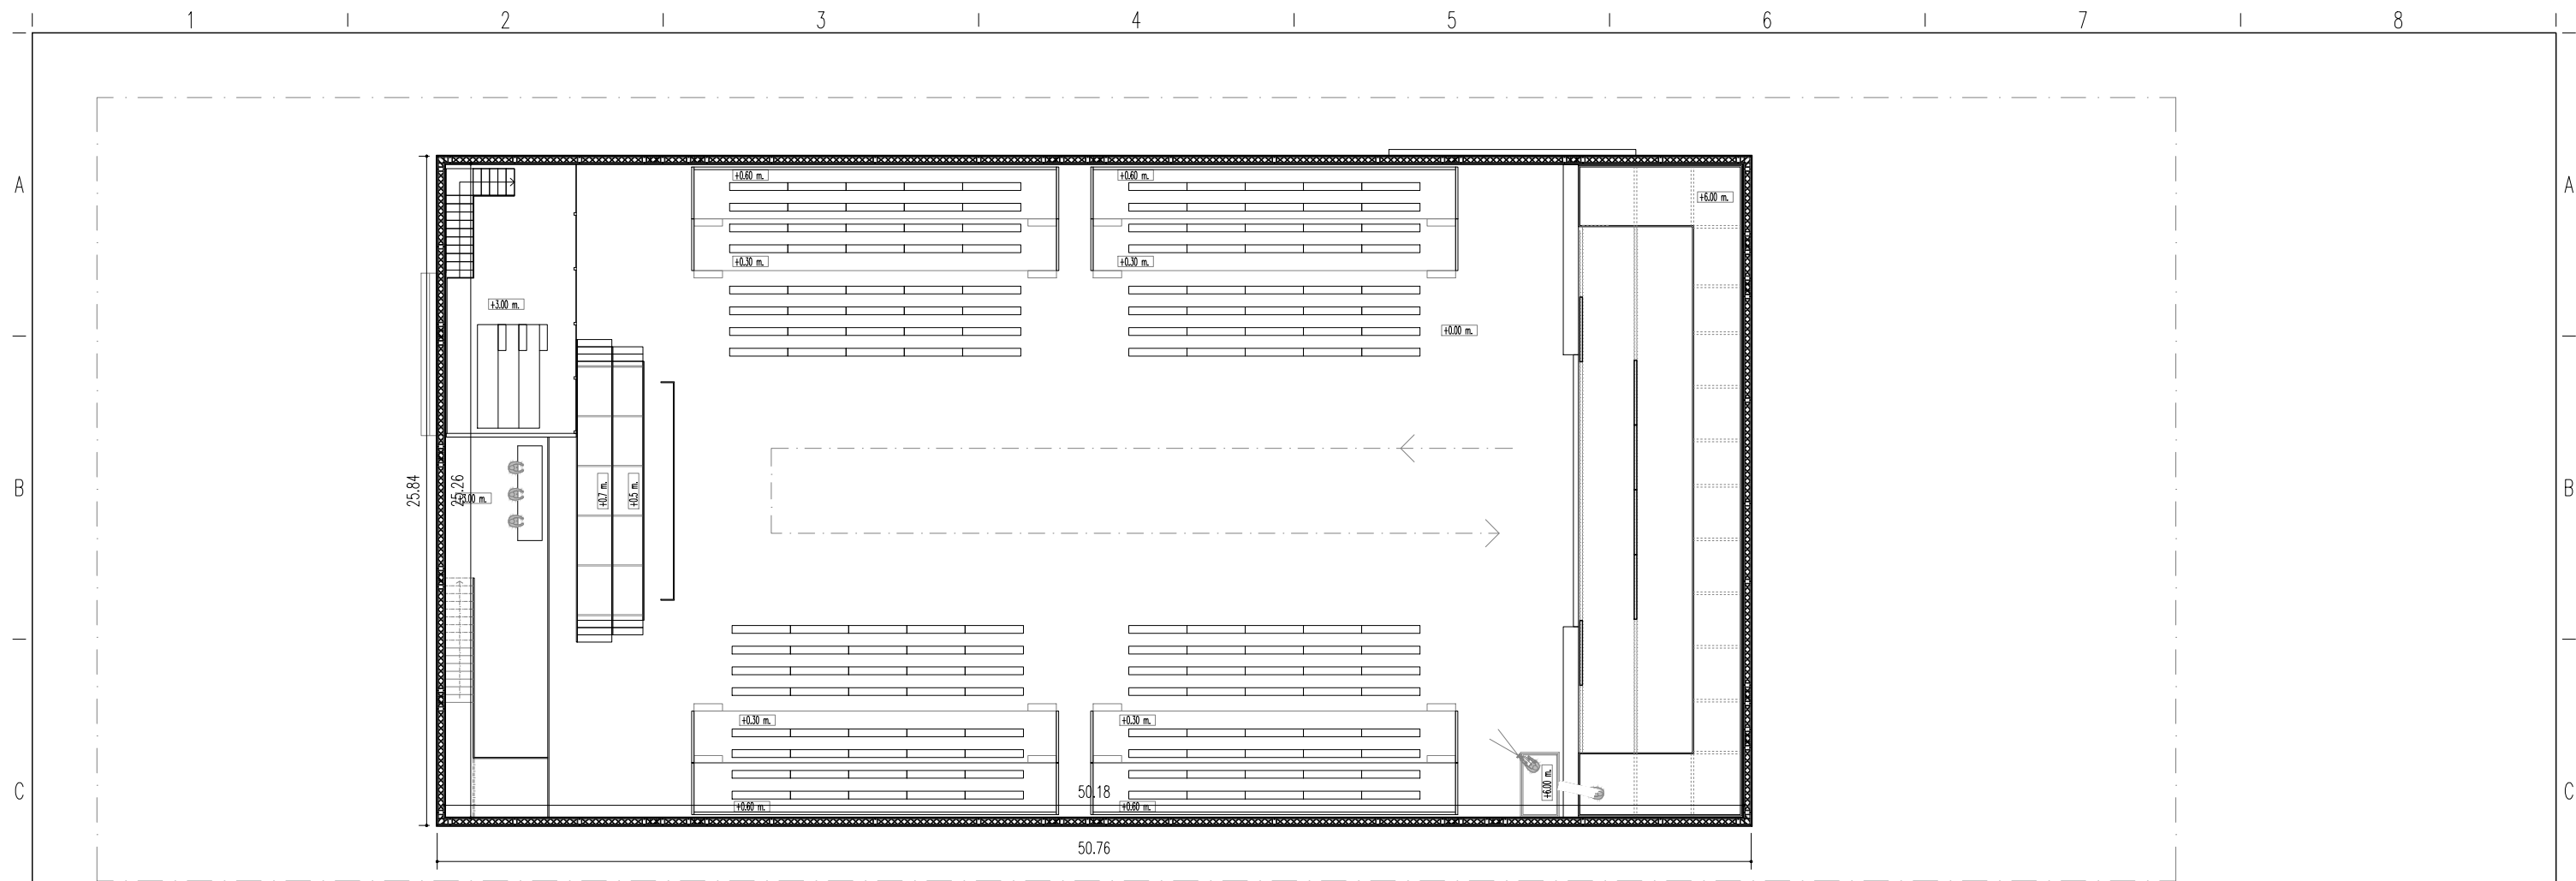 1 2 3 4 5 6 7 8
A A
+0.60 m. +0.60 m.
+6.00 m.
+0.30 m. +0.30 m.
+3.00 m.
+0.00 m.
B B
25.84
25.26
+0.7 m.
+0.5 m.
+0.30 m. +0.30 m.
+6.00 m.
C C
50.18
+0.60 m. +0.60 m.
50.76